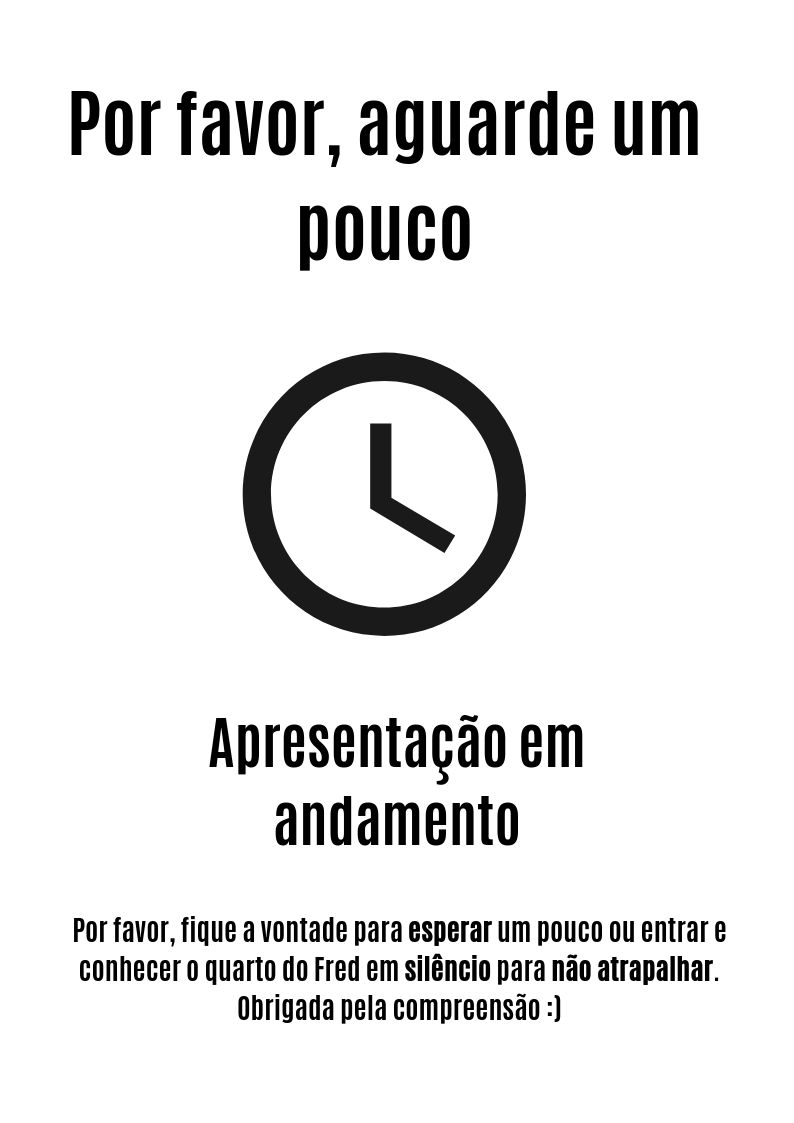 Por favor, aguarde um
pouco
Apresentação em
andamento
Por favor, fique a vontade para esperar um pouco ou entrar e
conhecer o quarto do Fred em silêncio para não atrapalhar.
Obrigada pela compreensão :)